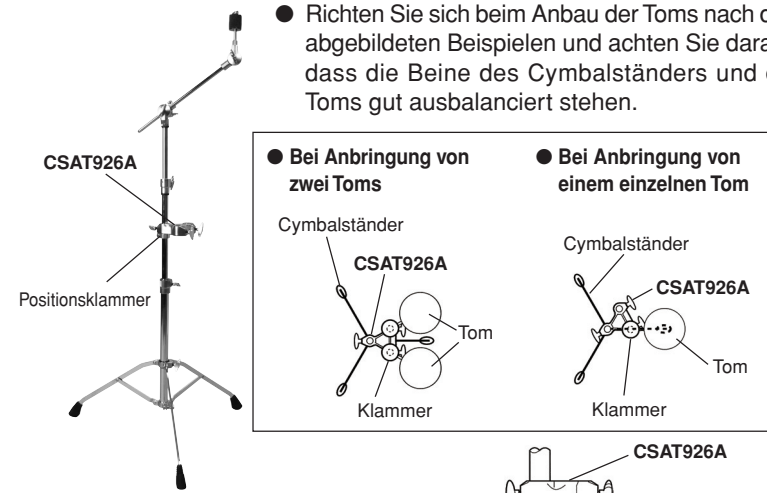 ● Richten Sie sich beim Anbau der Toms nach
abgebildeten Beispielen und achten Sie
dass die Beine des Cymbalständers und
Toms gut ausbalanciert stehen.
CSAT926A
Positionsklammer
● Bei Anbringung von
zwei Toms
Cymbalständer
CSAT926A
Tom
Klammer
● Bei Anbringung von
einem einzelnen Tom
Cymbalständer
CSAT926A
Tom
Klammer
CSAT926A